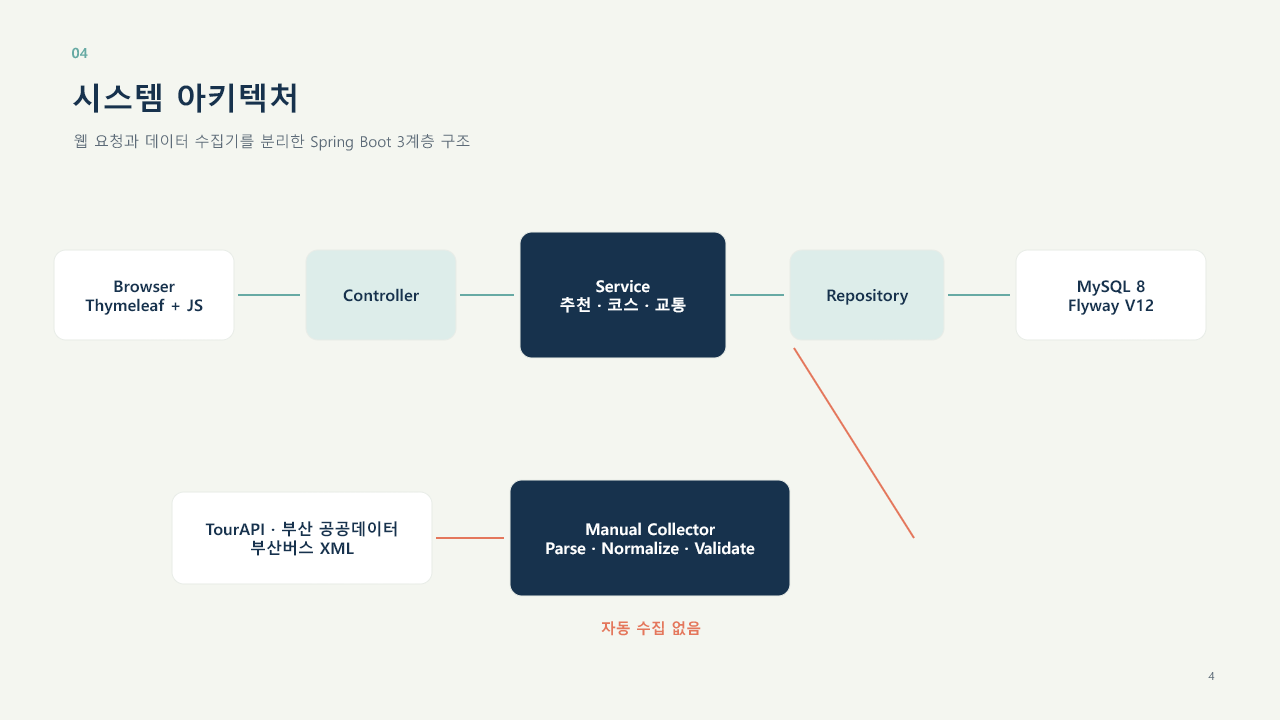 04
시스템 아키텍처
웹 요청과 데이터 수집기를 분리한 Spring Boot 3계층 구조
Browser
Thymeleaf + JS
Controller
Service
추천 · 코스 · 교통
Repository
MySQL 8
Flyway V12
TourAPI · 부산 공공데이터
부산버스 XML
Manual Collector
Parse · Normalize · Validate
자동 수집 없음
4